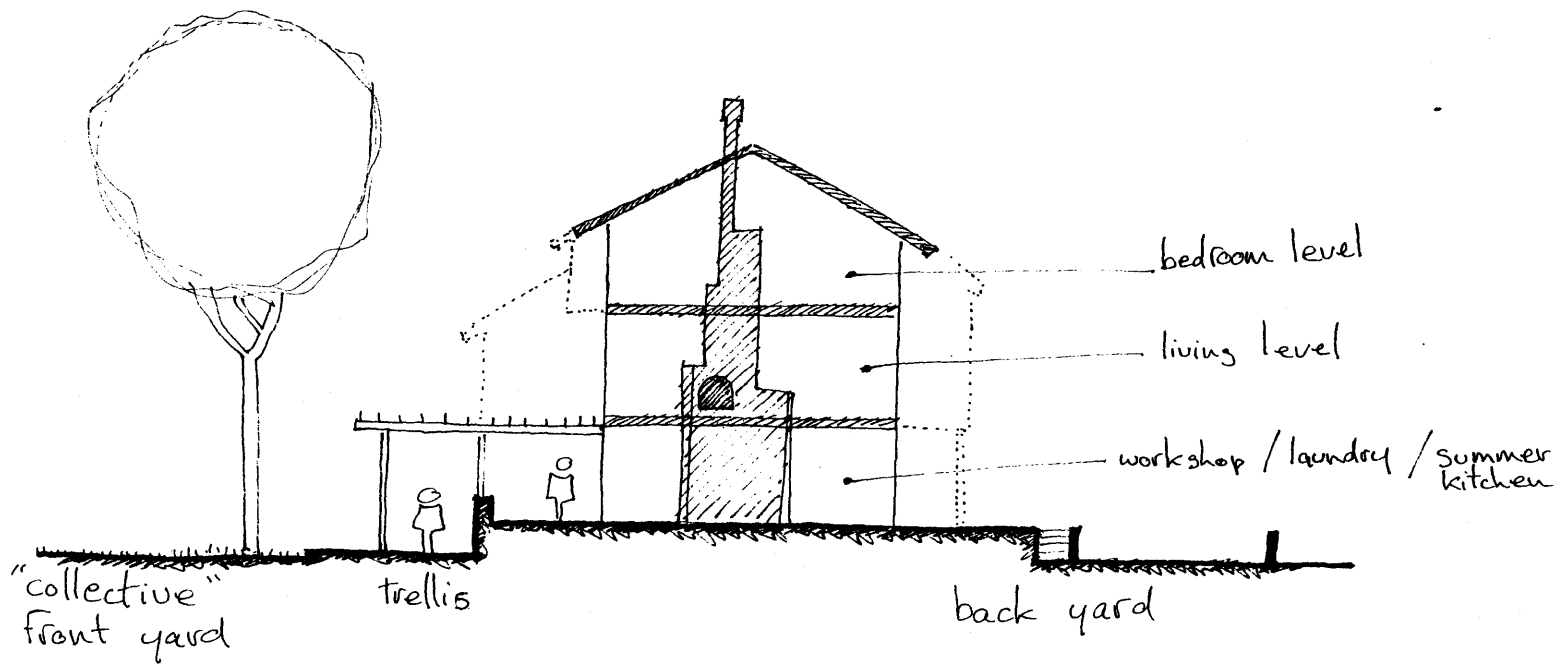 bedroom level
living level
workshop / laundry / summer
kitchen
"collective"
front yard
trellis
back yard